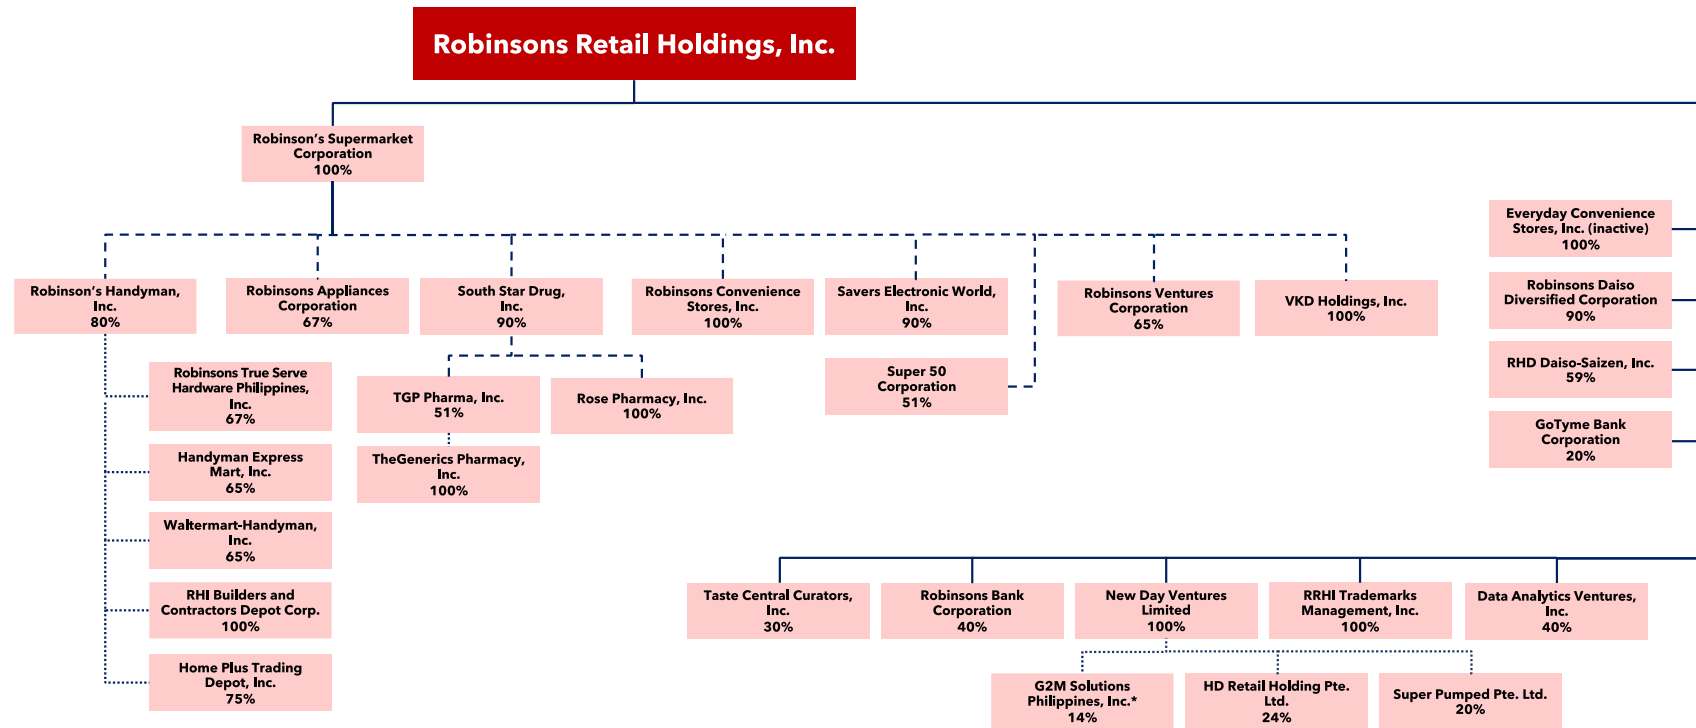 Robinsons Retail Holdings, Inc.
Robinson's Supermarket
Corporation
100%
Robinson's Handyman,
Inc.
80%
Robinsons Appliances
Corporation
67%
South Star Drug,
Inc.
90%
Robinsons Convenience
Stores, Inc.
100%
Savers Electronic World,
Inc.
90%
Robinsons Ventures
Corporation
65%
VKD Holdings, Inc.
100%
Super 50
Corporation
51%
Robinsons True Serve
Hardware Philippines,
Inc.
67%
Handyman Express
Mart, Inc.
65%
Waltermart-Handyman,
Inc.
65%
RHI Builders and
Contractors Depot Corp.
100%
Home Plus Trading
Depot, Inc.
75%
TGP Pharma, Inc.
51%
Rose Pharmacy, Inc.
100%
TheGenerics Pharmacy,
Inc.
100%
Everyday Convenience
Stores, Inc. (inactive)
100%
Robinsons Daiso
Diversified Corporation
90%
RHD Daiso-Saizen, Inc.
59%
GoTyme Bank
Corporation
20%
Taste Central Curators,
Inc.
30%
Robinsons Bank
Corporation
40%
New Day Ventures
Limited
100%
RRHI Trademarks
Management, Inc.
100%
Data Analytics Ventures,
Inc.
40%
G2M Solutions
Philippines, Inc.*
14%
HD Retail Holding Pte.
Ltd.
24%
Super Pumped Pte. Ltd.
20%